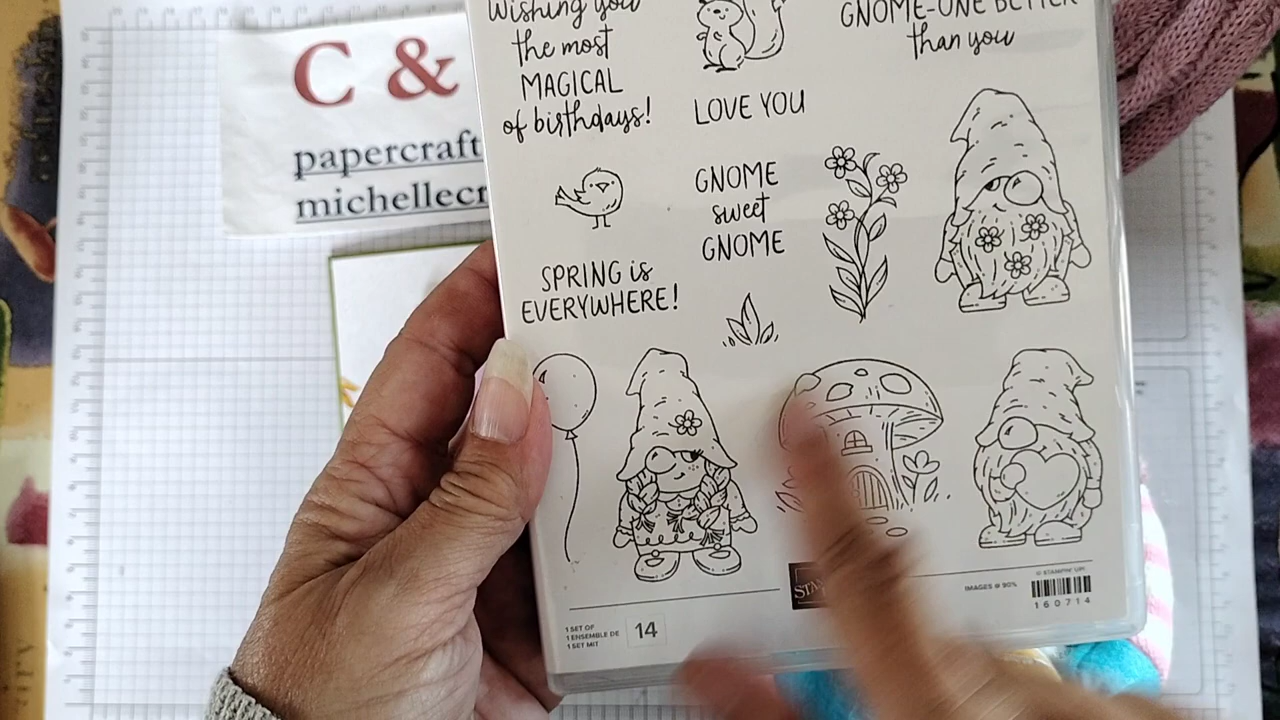 C &
papercraft
michellecr
Wishing you
the most
MAGICAL
of birthdays!
GNOME-ONE BETTER
than you
LOVE YOU
GNOME
sweet
GNOME
SPRING is
EVERYWHERE!
1 SET OF
1 ENSEMBLE DE
1 SET MIT
14
STA
IMAGES @ 90%
© STAMPIN' UP!
160714